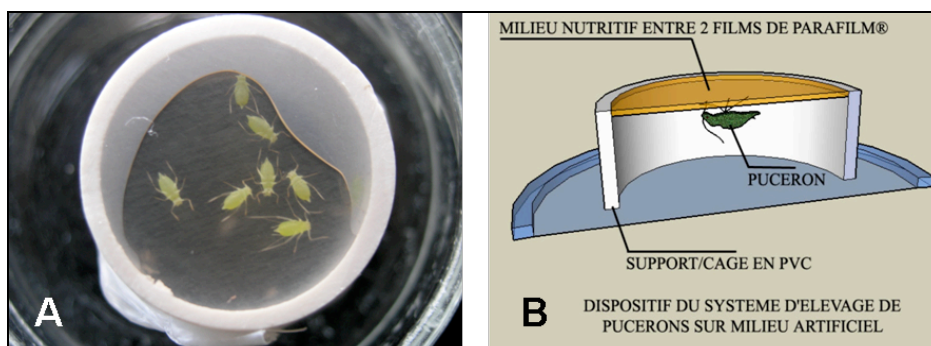 A
MILIEU NUTRITIF ENTRE 2 FILMS DE PARAFILM®
PUCERON
SUPPORT/CAGE EN PVC
B
DISPOSITIF DU SYSTEME D'ELEVAGE DE
PUCERONS SUR MILIEU ARTIFICIEL